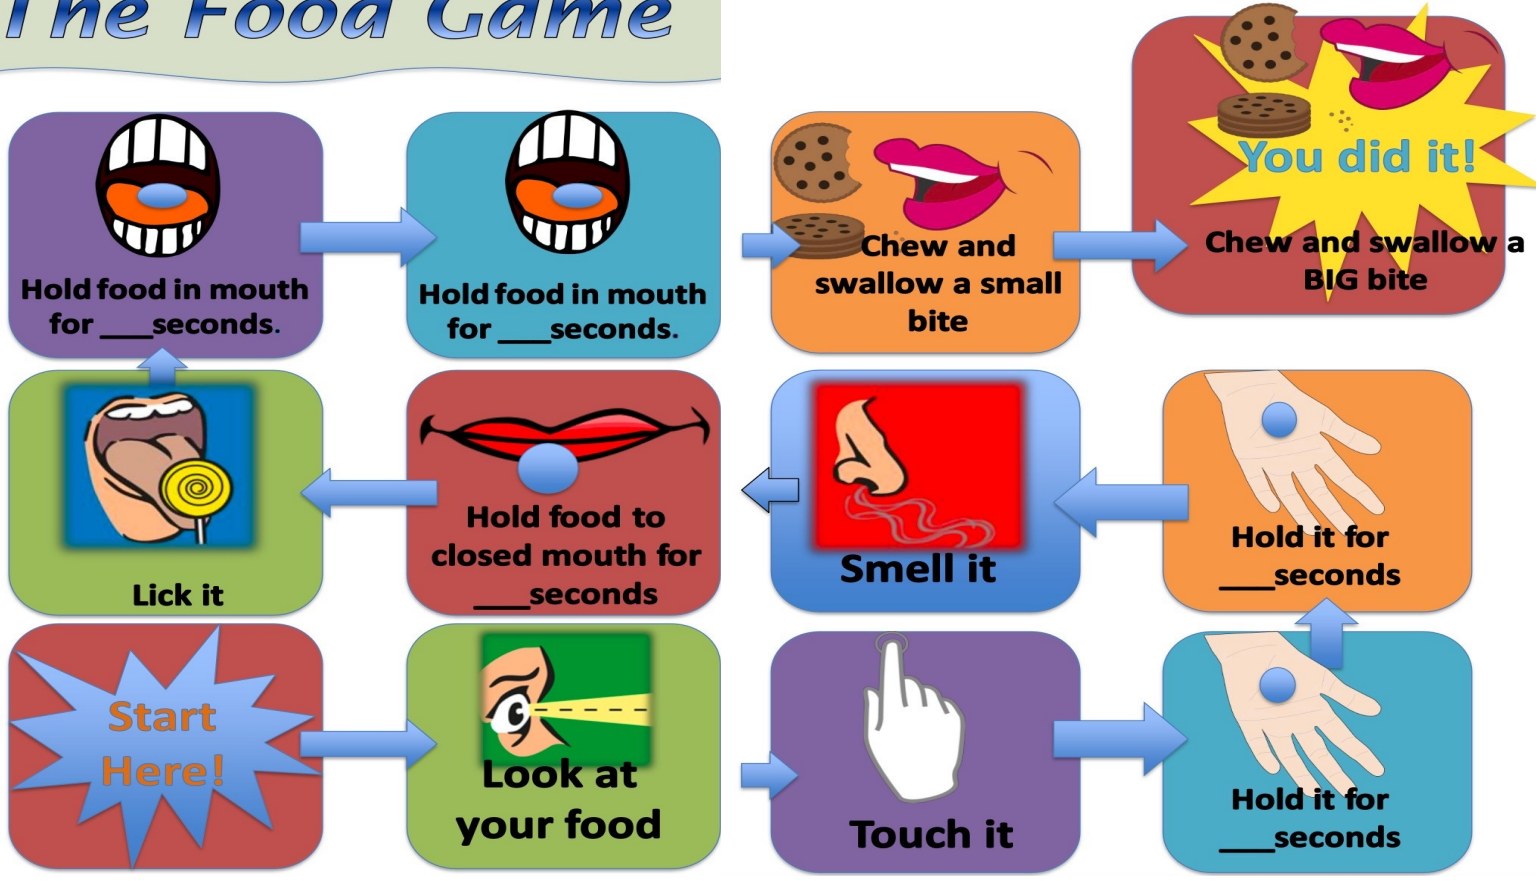 The Food Game
You did it!
Hold food in mouth
for ___seconds.
Hold food in mouth
for ___seconds.
Chew and
swallow a small
bite
Chew and swallow a
BIG bite
Lick it
Hold food to
closed mouth for
___seconds
Smell it
Hold it for
___seconds
Start
Here!
Look at
your food
Touch it
Hold it for
___seconds